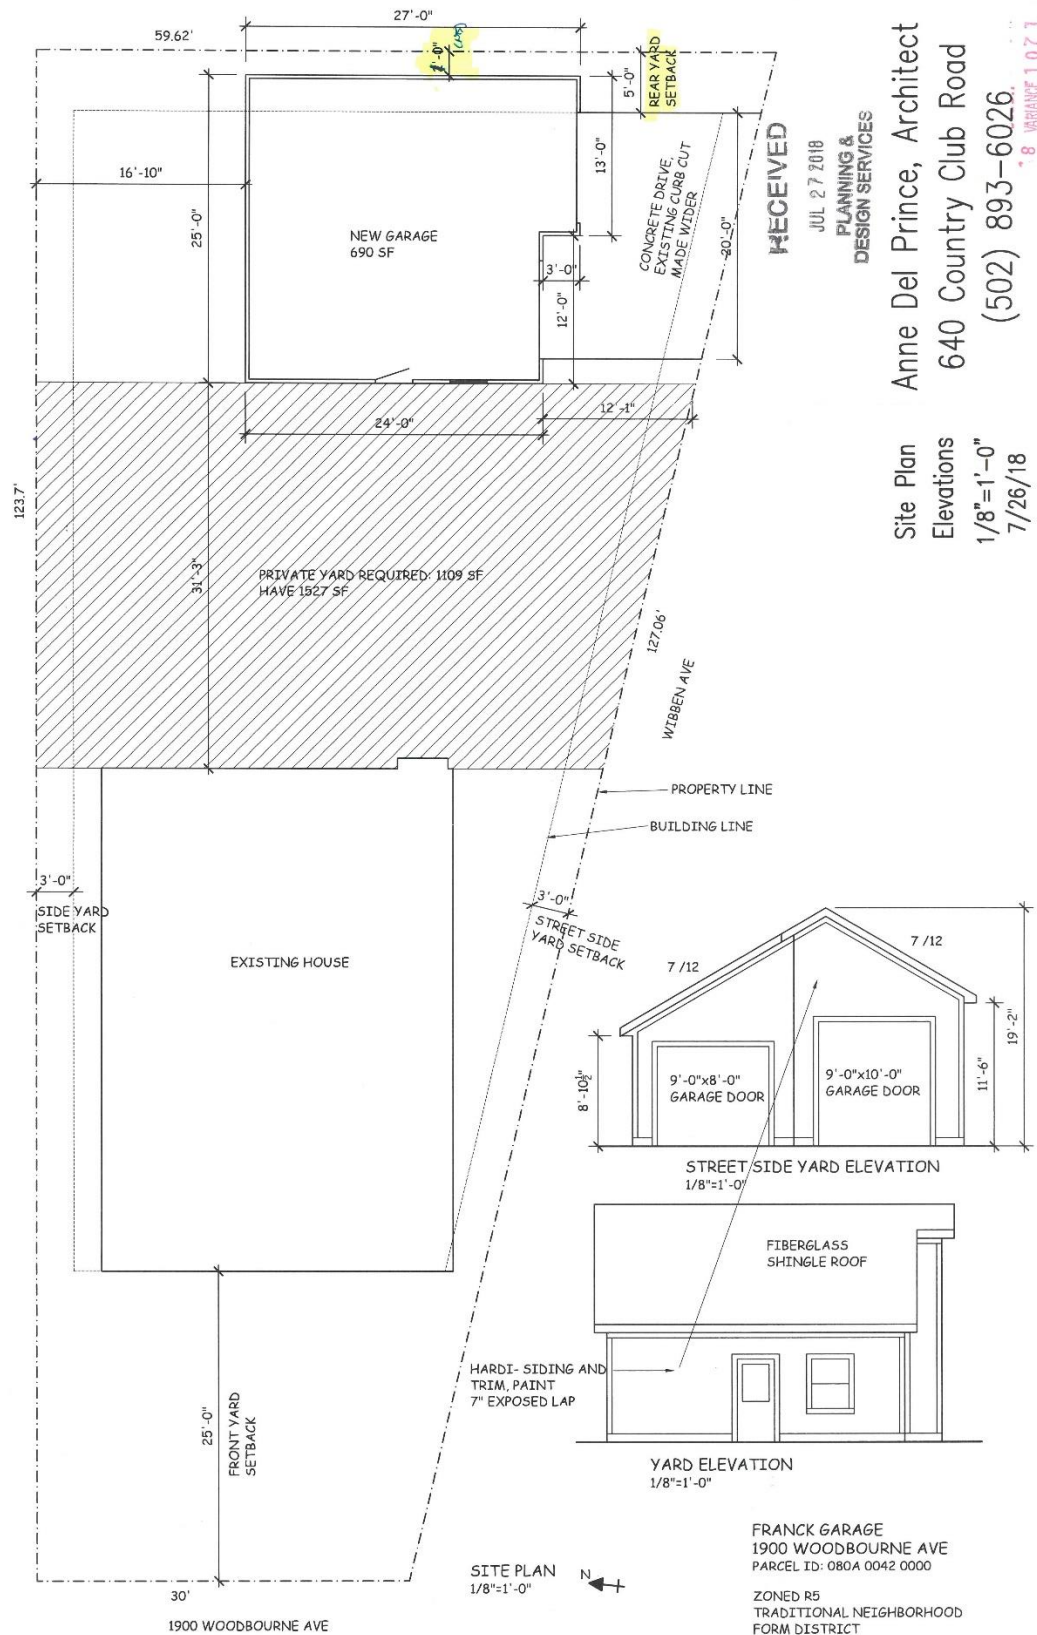 27'-0"
59.62'
5'-0"
REAR YARD
SETBACK
16'-10"
25'-0"
13'-0"
NEW GARAGE
690 SF
3'-0"
12'-0"
CONCRETE DRIVE,
EXISTING CURB CUT
MADE WIDER
20'-0"
24'-0"
12'-1"
123.7'
31'-3"
PRIVATE YARD REQUIRED: 1109 SF
HAVE 1527 SF
127.06'
WIBBEN AVE
PROPERTY LINE
BUILDING LINE
3'-0"
SIDE YARD
SETBACK
3'-0"
STREET SIDE
YARD SETBACK
EXISTING HOUSE
25'-0"
FRONT YARD
SETBACK
30'
1900 WOODBOURNE AVE
SITE PLAN
1/8"=1'-0"
N
RECEIVED
JUL 27 2018
PLANNING &
DESIGN SERVICES
Anne Del Prince, Architect
640 Country Club Road
(502) 893-6026
Site Plan
Elevations
1/8"=1'-0"
7/26/18
7 /12
7 /12
8'-10½"
9'-0"x8'-0"
GARAGE DOOR
9'-0"x10'-0"
GARAGE DOOR
11'-6"
19'-2"
STREET SIDE YARD ELEVATION
1/8"=1'-0"
FIBERGLASS
SHINGLE ROOF
HARDI- SIDING AND
TRIM, PAINT
7" EXPOSED LAP
YARD ELEVATION
1/8"=1'-0"
FRANCK GARAGE
1900 WOODBOURNE AVE
PARCEL ID: 080A 0042 0000
ZONED R5
TRADITIONAL NEIGHBORHOOD
FORM DISTRICT